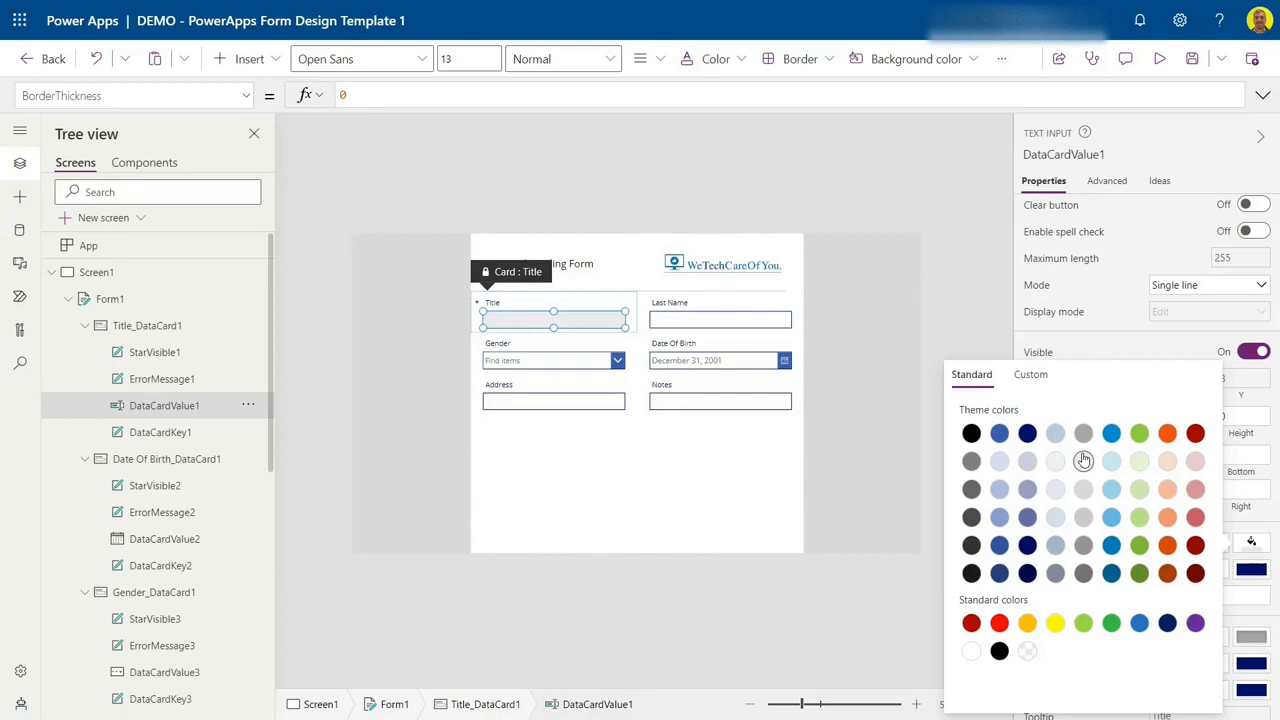 Power Apps | DEMO - PowerApps Form Design Template 1
Back Insert Open Sans 13 Normal Color Border Background color
BorderThickness = fx 0
Tree view
Screens Components
Search
New screen
App
Screen1
Form1
Title_DataCard1
StarVisible1
ErrorMessage1
DataCardValue1
DataCardKey1
Date Of Birth_DataCard1
StarVisible2
ErrorMessage2
DataCardValue2
DataCardKey2
Gender_DataCard1
StarVisible3
ErrorMessage3
DataCardValue3
DataCardKey3
ing Form
WeTechCareOf You.
Card : Title
* Title Last Name
Gender Date Of Birth
Find items December 31, 2001
Address Notes
Screen1 Form1 Title_DataCard1 DataCardValue1
TEXT INPUT
DataCardValue1
Properties Advanced Ideas
Clear button Off
Enable spell check Off
Maximum length 255
Mode Single line
Display mode Edit
Visible On
Y
Height
Bottom
Right
Standard Custom
Theme colors
Standard colors
Tooltip Title